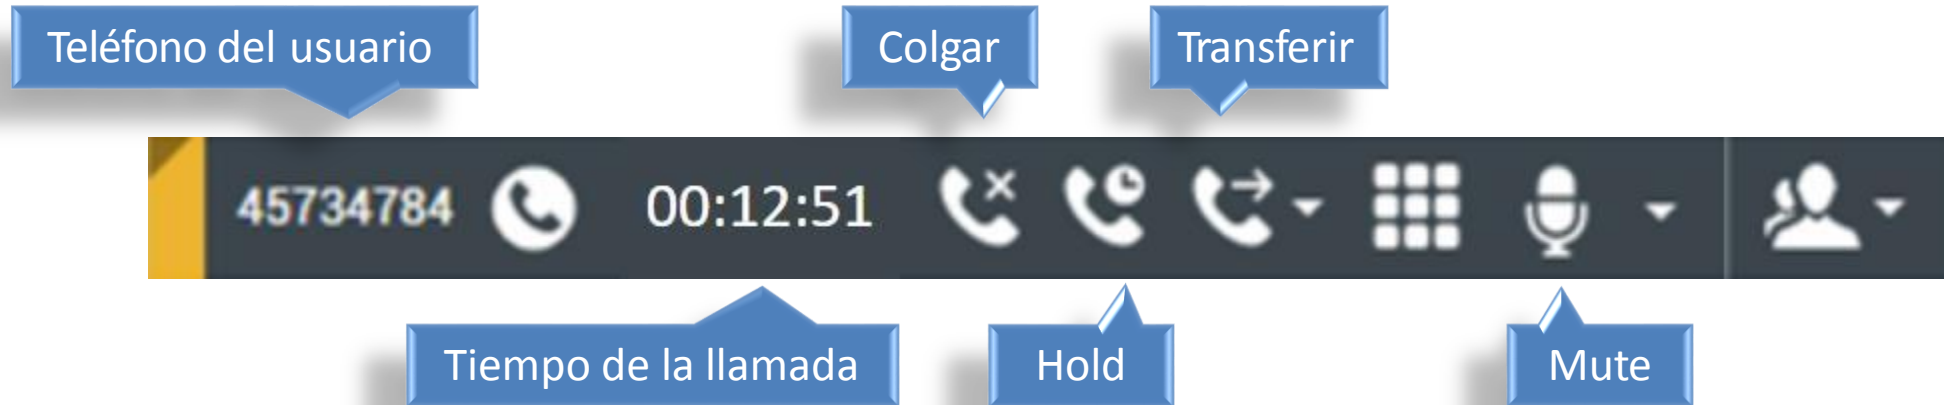 Teléfono del usuario
Colgar
Transferir
45734784
00:12:51
Tiempo de la llamada
Hold
Mute